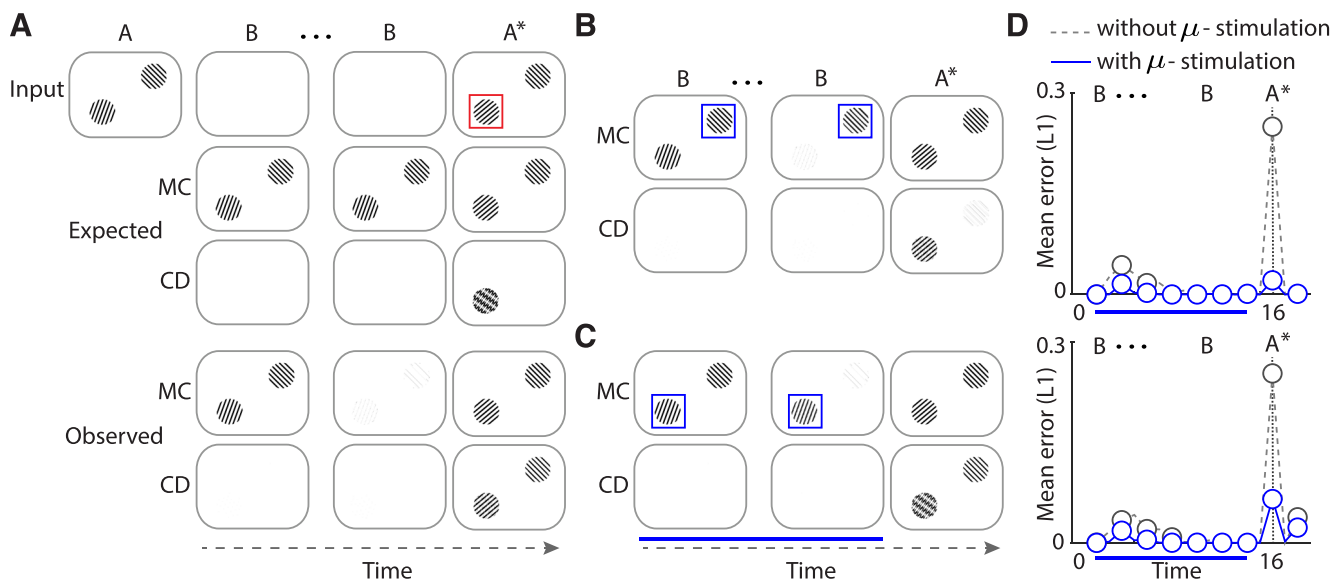 A
A B ... B A*
Input
MC
Expected
CD
MC
Observed
CD
Time
B
B ... B A*
MC
CD
C
MC
CD
Time
D
without μ - stimulation
with μ - stimulation
0.3
B ... B A*
Mean error (L1)
0
0 16
0.3
B ... B A*
Mean error (L1)
0
0 16
Time